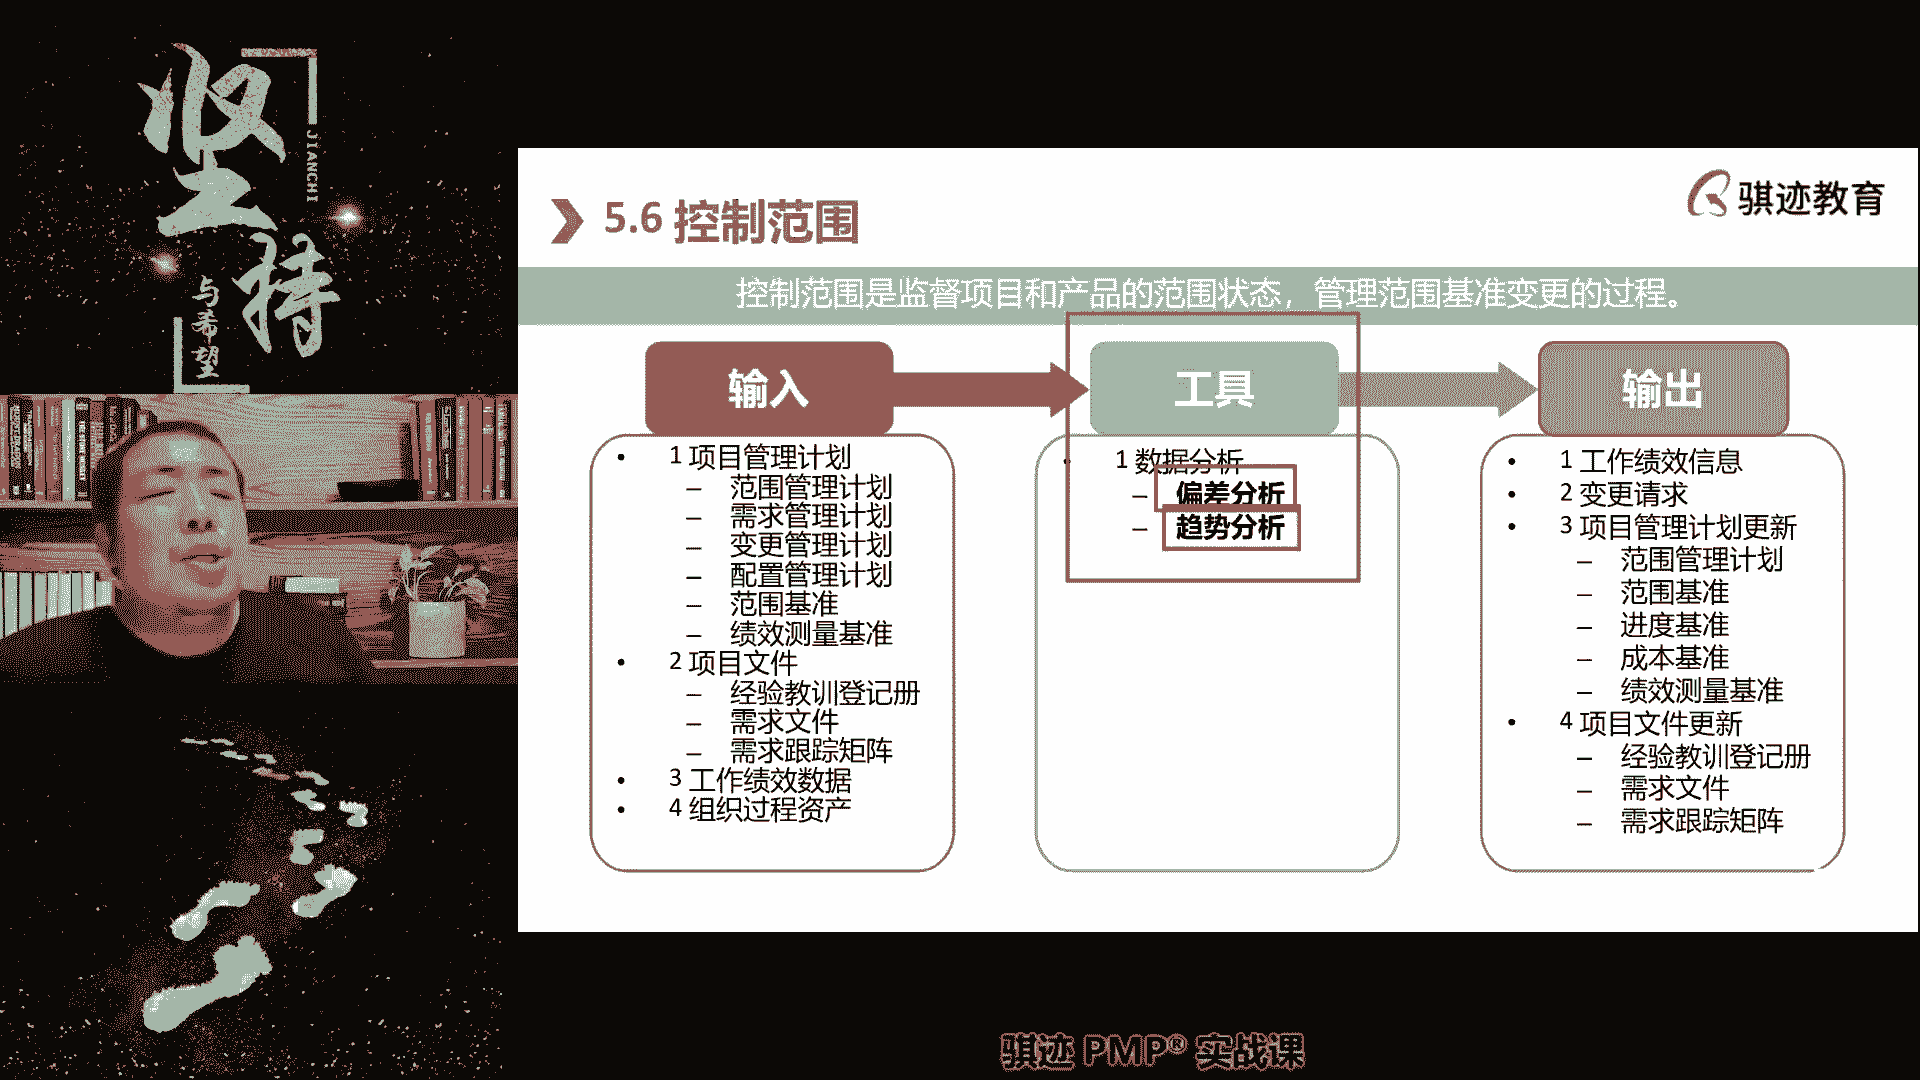 坚持
JIANCHI
与希望
5.6 控制范围
骐迹教育
控制范围是监督项目和产品的范围状态，管理范围基准变更的过程。
输入
• 1 项目管理计划
– 范围管理计划
– 需求管理计划
– 变更管理计划
– 配置管理计划
– 范围基准
– 绩效测量基准
• 2 项目文件
– 经验教训登记册
– 需求文件
– 需求跟踪矩阵
• 3 工作绩效数据
• 4 组织过程资产
工具
• 1 数据分析
– 偏差分析
– 趋势分析
输出
• 1 工作绩效信息
• 2 变更请求
• 3 项目管理计划更新
– 范围管理计划
– 范围基准
– 进度基准
– 成本基准
– 绩效测量基准
• 4 项目文件更新
– 经验教训登记册
– 需求文件
– 需求跟踪矩阵
骐迹 PMP® 实战课